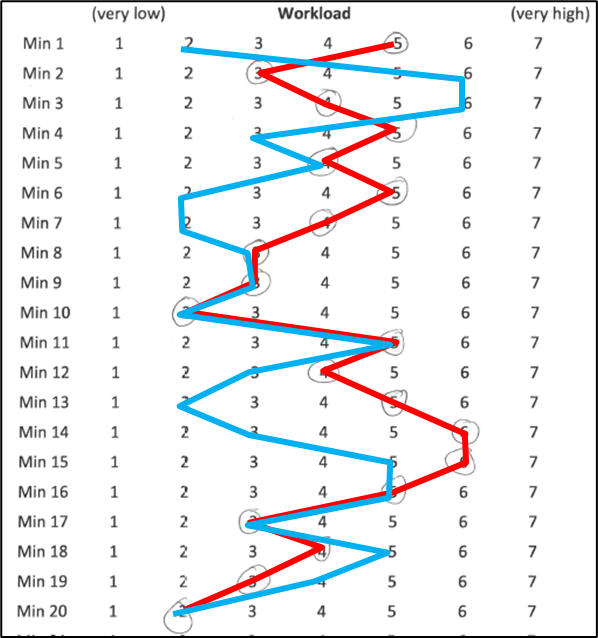 (very low) Workload (very high)
Min 1 1 2 3 4 5 6 7
Min 2 1 2 3 4 5 6 7
Min 3 1 2 3 4 5 6 7
Min 4 1 2 3 4 5 6 7
Min 5 1 2 3 4 5 6 7
Min 6 1 2 3 4 5 6 7
Min 7 1 2 3 4 5 6 7
Min 8 1 2 3 4 5 6 7
Min 9 1 2 3 4 5 6 7
Min 10 1 2 3 4 5 6 7
Min 11 1 2 3 4 5 6 7
Min 12 1 2 3 4 5 6 7
Min 13 1 2 3 4 5 6 7
Min 14 1 2 3 4 5 6 7
Min 15 1 2 3 4 5 6 7
Min 16 1 2 3 4 5 6 7
Min 17 1 2 3 4 5 6 7
Min 18 1 2 3 4 5 6 7
Min 19 1 2 3 4 5 6 7
Min 20 1 2 3 4 5 6 7